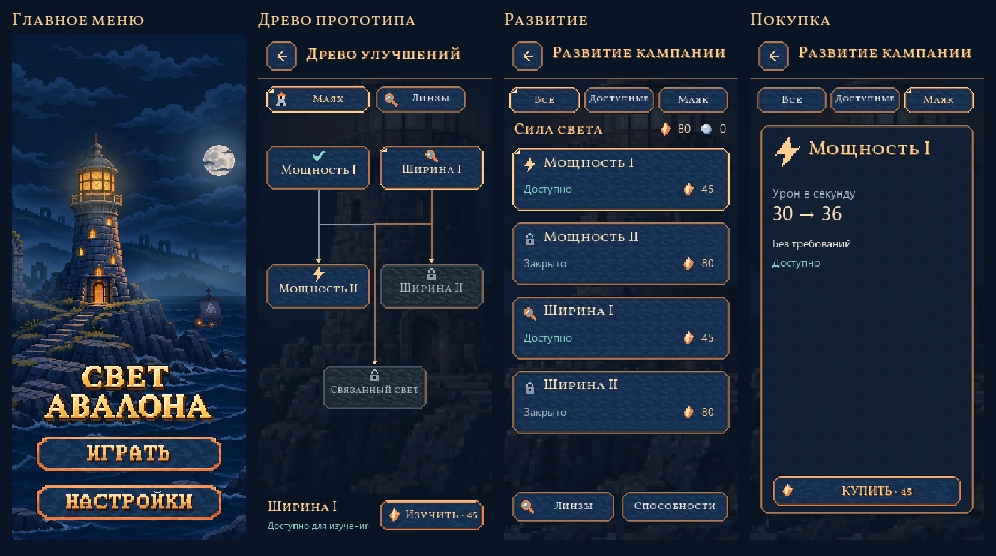 Главное меню
СВЕТ
АВАЛОНА
ИГРАТЬ
НАСТРОЙКИ
Древо прототипа
Древо улучшений
Маяк
Линзы
Мощность I
Ширина I
Мощность II
Ширина II
Связанный свет
Ширина I
Доступно для изучения
Изучить · 45
Развитие
Развитие кампании
Все
Доступные
Маяк
Сила света
80
0
Мощность I
Доступно
45
Мощность II
Закрыто
80
Ширина I
Доступно
45
Ширина II
Закрыто
80
Линзы
Способности
Покупка
Развитие кампании
Все
Доступные
Маяк
Мощность I
Урон в секунду
30 → 36
Без требований
Доступно
КУПИТЬ · 45